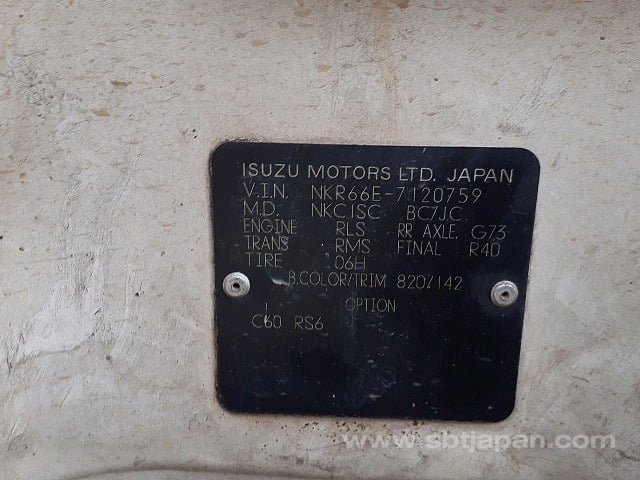 ISUZU MOTORS LTD. JAPAN
V.I.N. NKR66E-7120759
M.D. NKC1SC BC7JC
ENGINE RLS RR AXLE. G73
TRANS RMS FINAL R40
TIRE 06H
B.COLOR/TRIM 820/142
OPTION
C60 RS6
www.sbtjapan.com